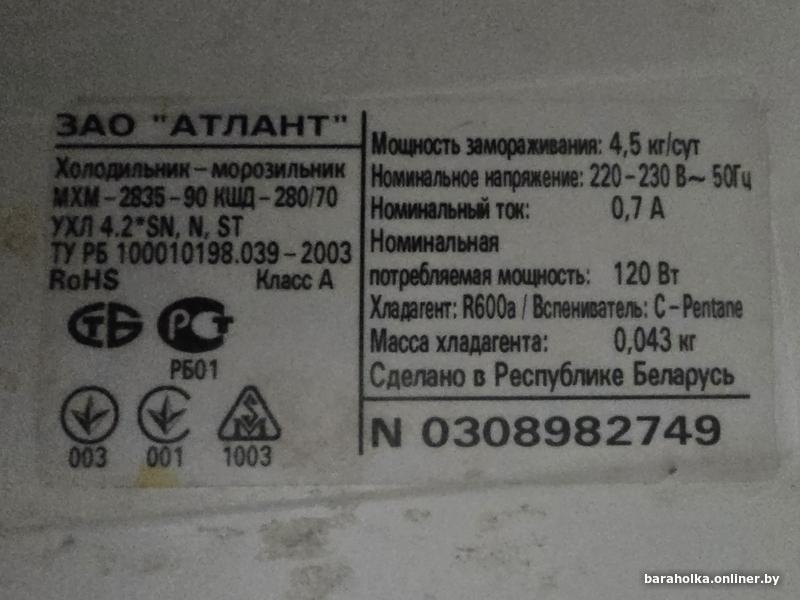 ЗАО "АТЛАНТ"
Холодильник – морозильник
МХМ – 2835 – 90 КШД – 280/70
УХЛ 4.2*SN, N, ST
ТУ РБ 100010198.039 – 2003
RoHS Класс А
СТБ РСТ
РБ01
003 001 1003
Мощность замораживания: 4,5 кг/сут
Номинальное напряжение: 220 – 230 В~ 50Гц
Номинальный ток: 0,7 А
Номинальная
потребляемая мощность: 120 Вт
Хладагент: R600a / Вспениватель: C – Pentane
Масса хладагента: 0,043 кг
Сделано в Республике Беларусь
N 0308982749
baraholka.onliner.by